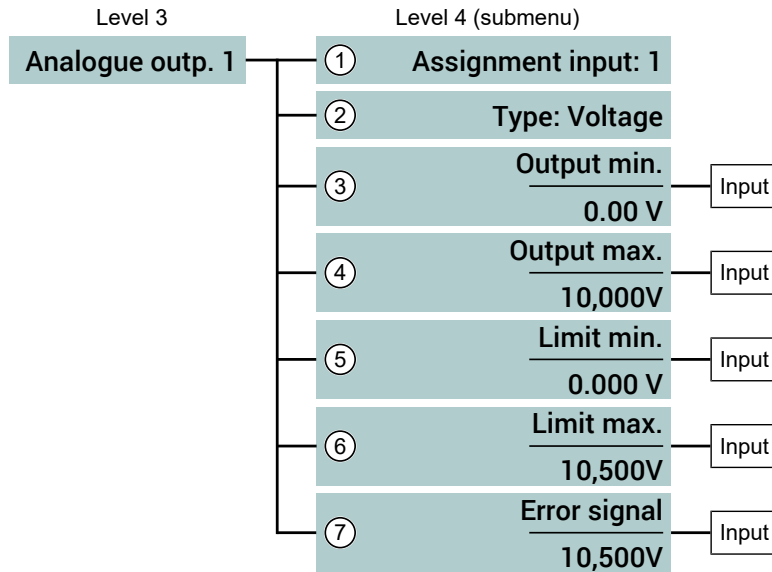 Level 3
Level 4 (submenu)
Analogue outp. 1
1 Assignment input: 1
2 Type: Voltage
3 Output min.
0.00 V
Input
4 Output max.
10,000V
Input
5 Limit min.
0.000 V
Input
6 Limit max.
10,500V
Input
7 Error signal
10,500V
Input